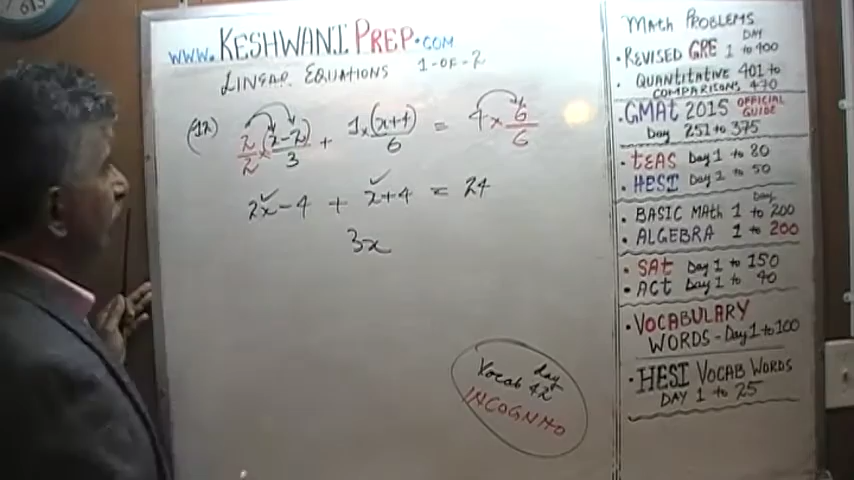 www.KESHWANI PREP.COM
LINEAR EQUATIONS 1-OF-2
(12) 2/2 × (x-2)/3 + 1×(x+4)/6 = 4 × 6/6
2x-4 + x+4 = 24
3x
Vocab day 42
INCOGNITO
MATH PROBLEMS
DAY
• REVISED GRE 1 to 400
• QUANTITATIVE 401 to
COMPARISONS 470
• GMAt 2015 OFFICIAL GUIDE
Day 251 to 375
• tEAS Day 1 to 80
• HESI Day 1 to 50
Day
• BASIC MAth 1 to 200
• ALGEBRA 1 to 200
• SAt Day 1 to 150
• ACt Day 1 to 40
• VOCABULARY
WORDS - Day 1 to 100
• HESI VOCAB WORDS
DAY 1 to 25